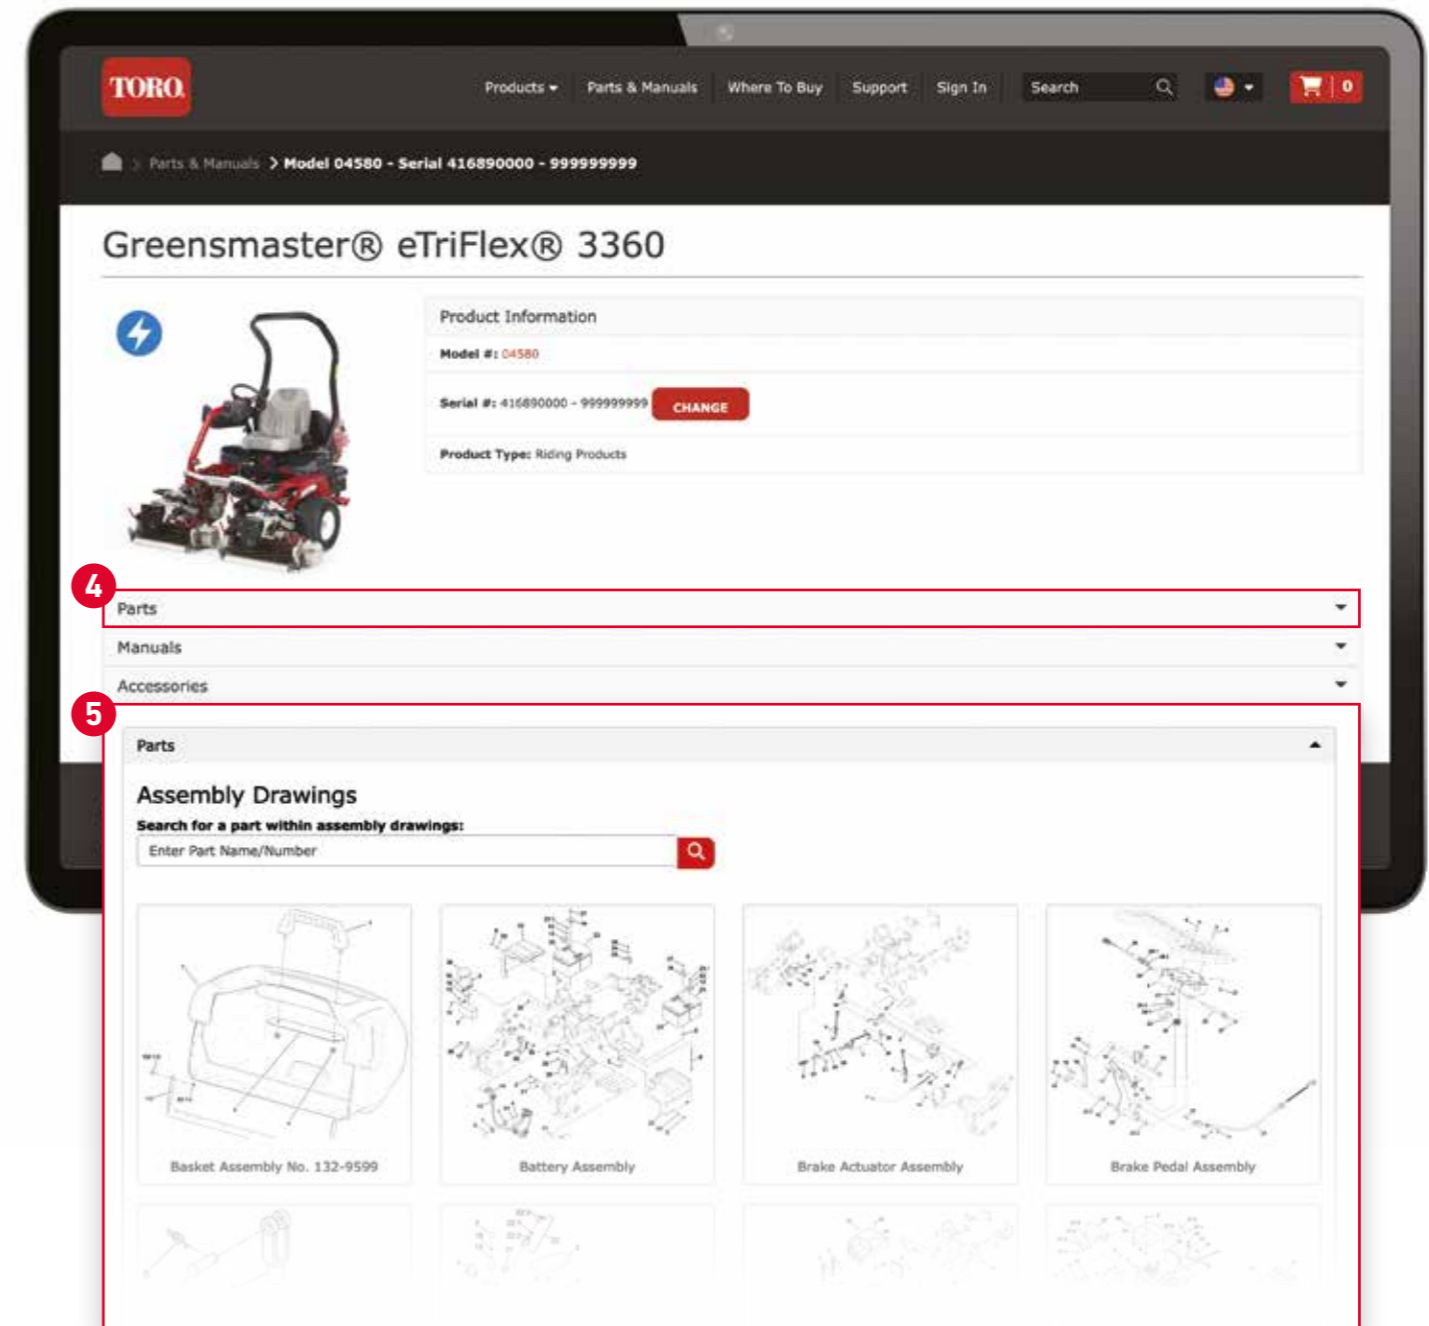 TORO
Products Parts & Manuals Where To Buy Support Sign In Search 0
> Parts & Manuals > Model 04580 - Serial 416890000 - 999999999
Greensmaster® eTriFlex® 3360
Product Information
Model #: 04580
Serial #: 416890000 - 999999999 CHANGE
Product Type: Riding Products
4
Parts
Manuals
Accessories
5
Parts
Assembly Drawings
Search for a part within assembly drawings:
Enter Part Name/Number
Basket Assembly No. 132-9599 Battery Assembly Brake Actuator Assembly Brake Pedal Assembly